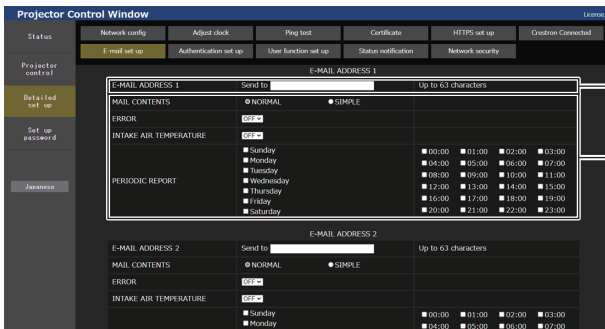 Projector Control Window
License
Status
Network config
Adjust clock
Ping test
Certificate
HTTPS set up
Crestron Connected
E-mail set up
Authentication set up
User function set up
Status notification
Network security
Projector
control
Detailed
set up
Set up
password
Japanese
E-MAIL ADDRESS 1
E-MAIL ADDRESS 1 Send to Up to 63 characters
MAIL CONTENTS NORMAL SIMPLE
ERROR OFF
INTAKE AIR TEMPERATURE OFF
PERIODIC REPORT
Sunday
Monday
Tuesday
Wednesday
Thursday
Friday
Saturday
00:00 01:00 02:00 03:00
04:00 05:00 06:00 07:00
08:00 09:00 10:00 11:00
12:00 13:00 14:00 15:00
16:00 17:00 18:00 19:00
20:00 21:00 22:00 23:00
E-MAIL ADDRESS 2
E-MAIL ADDRESS 2 Send to Up to 63 characters
MAIL CONTENTS NORMAL SIMPLE
ERROR OFF
INTAKE AIR TEMPERATURE OFF
Sunday 00:00 01:00 02:00 03:00
Monday 04:00 05:00 06:00 07:00